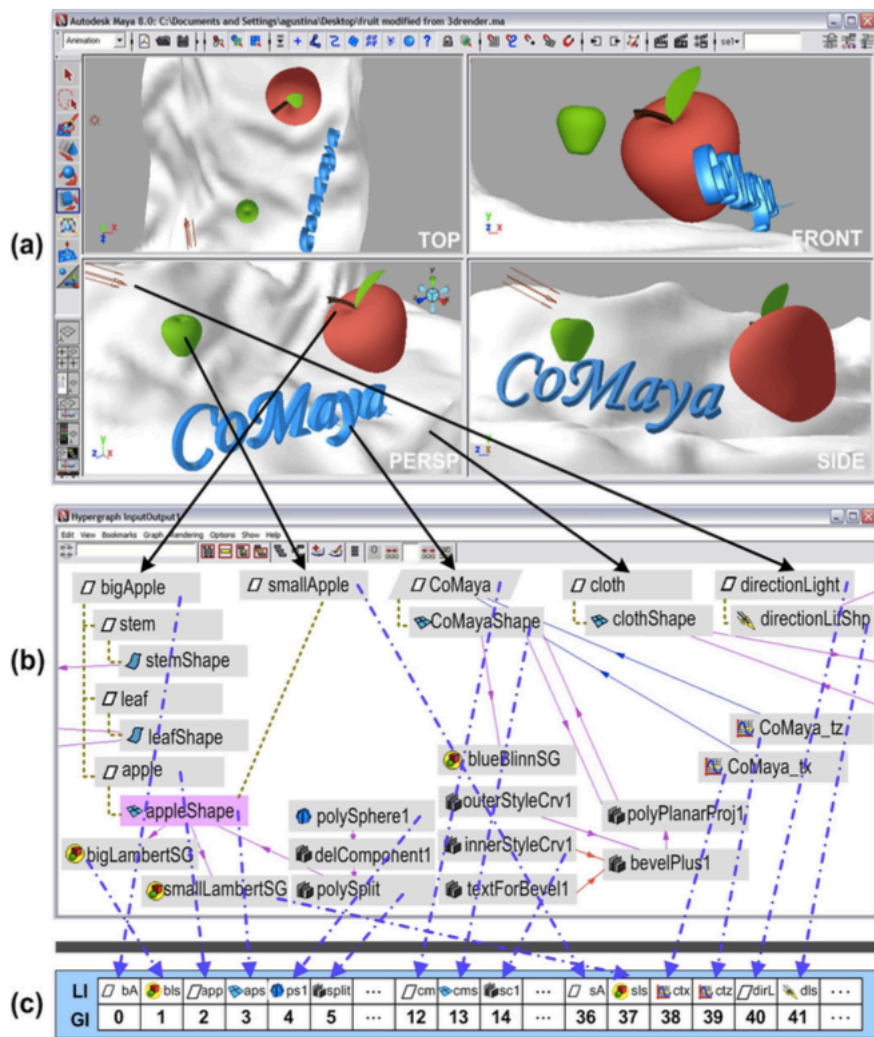 (a)
Autodesk Maya 8.0: C:\Documents and Settings\agustina\Desktop\fruit modified from 3drender.ma
Animation
sel
TOP
FRONT
CoMaya
PERSP
CoMaya
SIDE
(b)
Hypergraph InputOutput1
Edit View Bookmarks Graph Rendering Options Show Help
bigApple
smallApple
CoMaya
cloth
directionLight
stem
CoMayaShape
clothShape
directionLitShp
stemShape
leaf
leafShape
CoMaya_tz
apple
blueBlinnSG
CoMaya_tx
appleShape
polySphere1
outerStyleCrv1
polyPlanarProj1
bigLambertSG
delComponent1
innerStyleCrv1
bevelPlus1
smallLambertSG
polySplit
textForBevel1
(c)
LI bA bls app aps ps1 split ... cm cms sc1 ... sA sls ctx ctz dirL dls ...
GI 0 1 2 3 4 5 ... 12 13 14 ... 36 37 38 39 40 41 ...